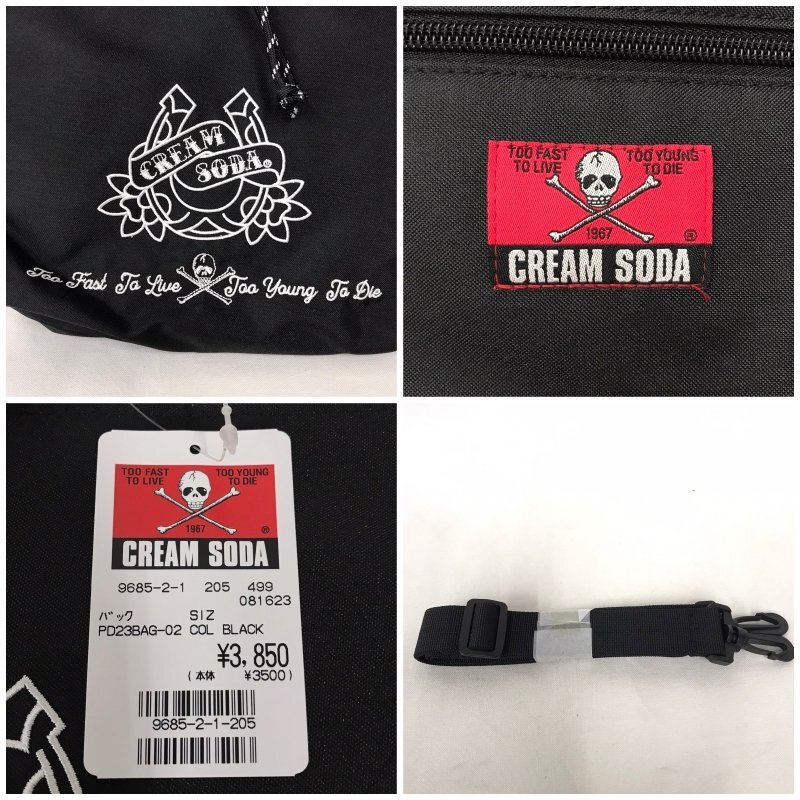 CREAM
SODA®
Too Fast To Live Too Young To Die
TOO FAST TOO YOUNG
TO LIVE TO DIE
1967 ®
CREAM SODA
TOO FAST TOO YOUNG
TO LIVE TO DIE
1967 ®
CREAM SODA
9685-2-1 205 499
081623
バック SIZ
PD23BAG-02 COL BLACK
¥3,850
(本体 ¥3500)
9685-2-1-205